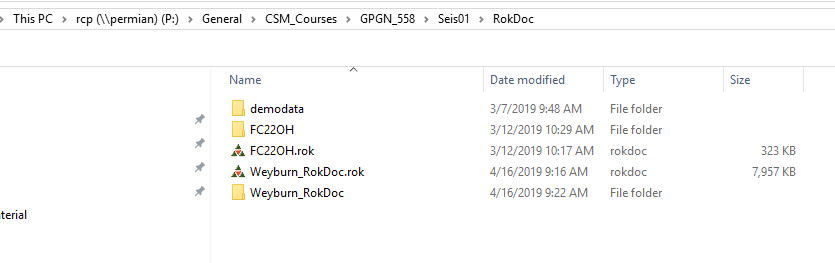 This PC > rcp (\\permian) (P:) > General > CSM_Courses > GPGN_558 > Seis01 > RokDoc
Name Date modified Type Size
demodata 3/7/2019 9:48 AM File folder
FC22OH 3/12/2019 10:29 AM File folder
FC22OH.rok 3/12/2019 10:17 AM rokdoc 323 KB
Weyburn_RokDoc.rok 4/16/2019 9:16 AM rokdoc 7,957 KB
Weyburn_RokDoc 4/16/2019 9:22 AM File folder
terial